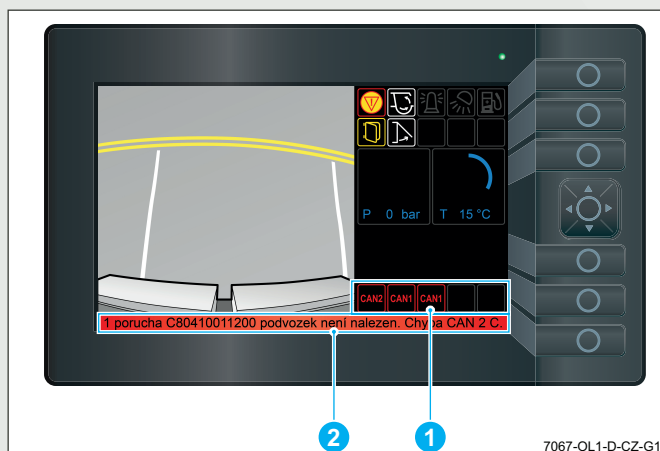 P 0 bar T 15 °C
CAN2 CAN1 CAN1
1 porucha C80410011200 podvozek není nalezen. Chyba CAN 2 C.
2 1
7067-OL1-D-CZ-G1